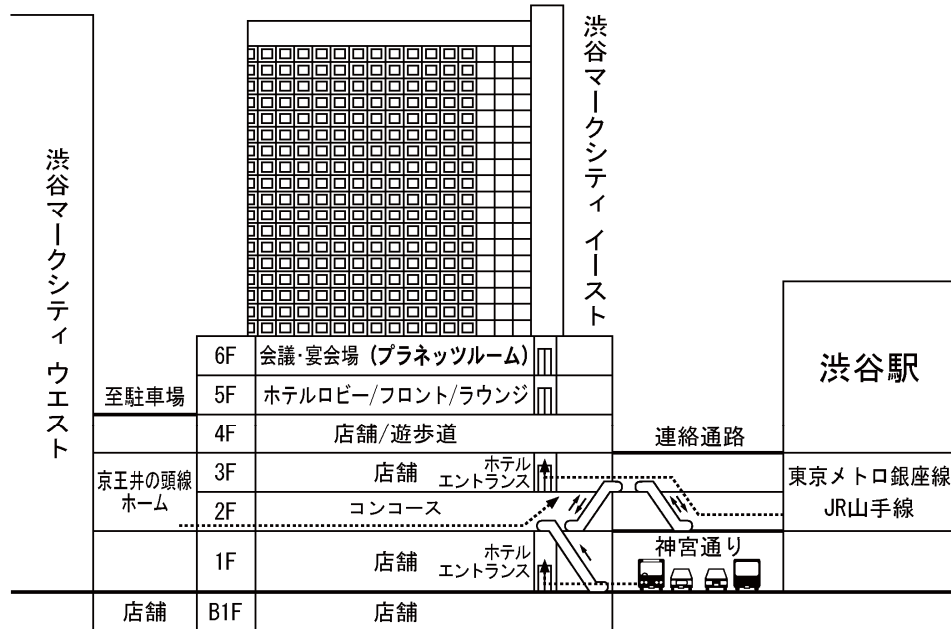 渋谷マークシティ イースト
渋谷マークシティ ウエスト
6F 会議・宴会場（プラネッツルーム）
渋谷駅
至駐車場 5F ホテルロビー/フロント/ラウンジ
4F 店舗/遊歩道 連絡通路
京王井の頭線
ホーム
3F 店舗 ホテル
エントランス
東京メトロ銀座線
JR山手線
2F コンコース
神宮通り
1F 店舗 ホテル
エントランス
店舗 B1F 店舗